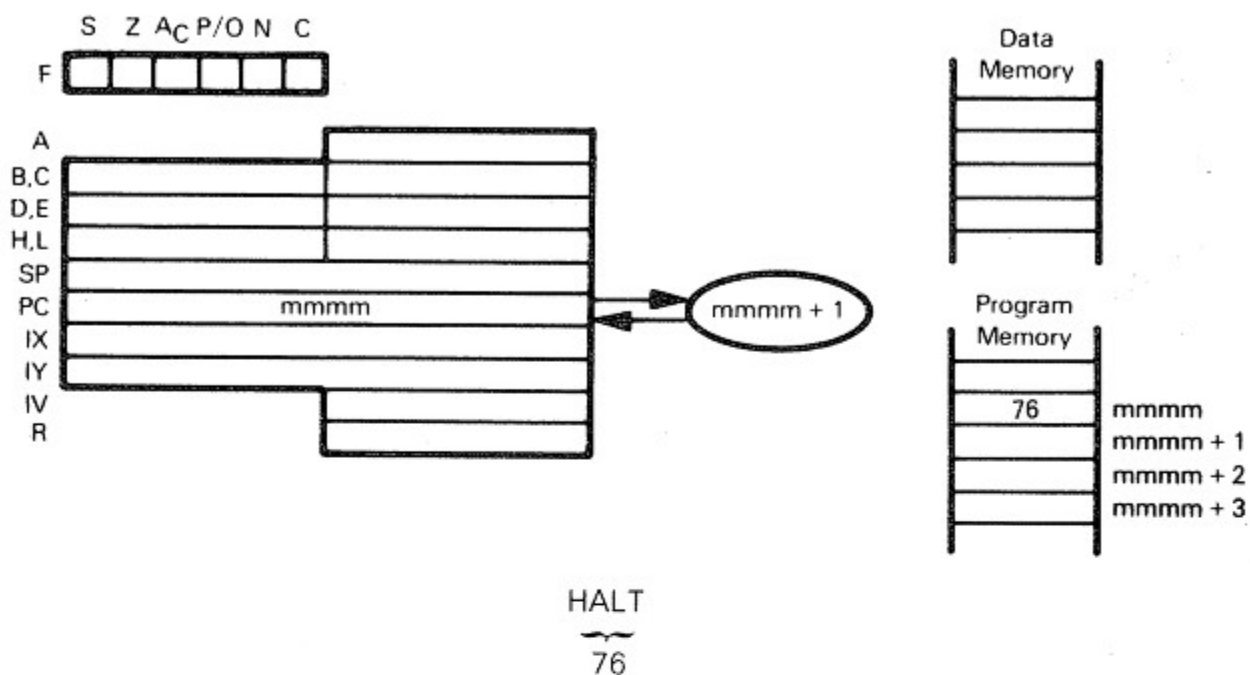 S Z AC P/O N C
F
A
B,C
D,E
H,L
SP
PC mmmm
IX
IY
IV
R
mmmm + 1
Data
Memory
Program
Memory
76 mmmm
mmmm + 1
mmmm + 2
mmmm + 3
HALT
76